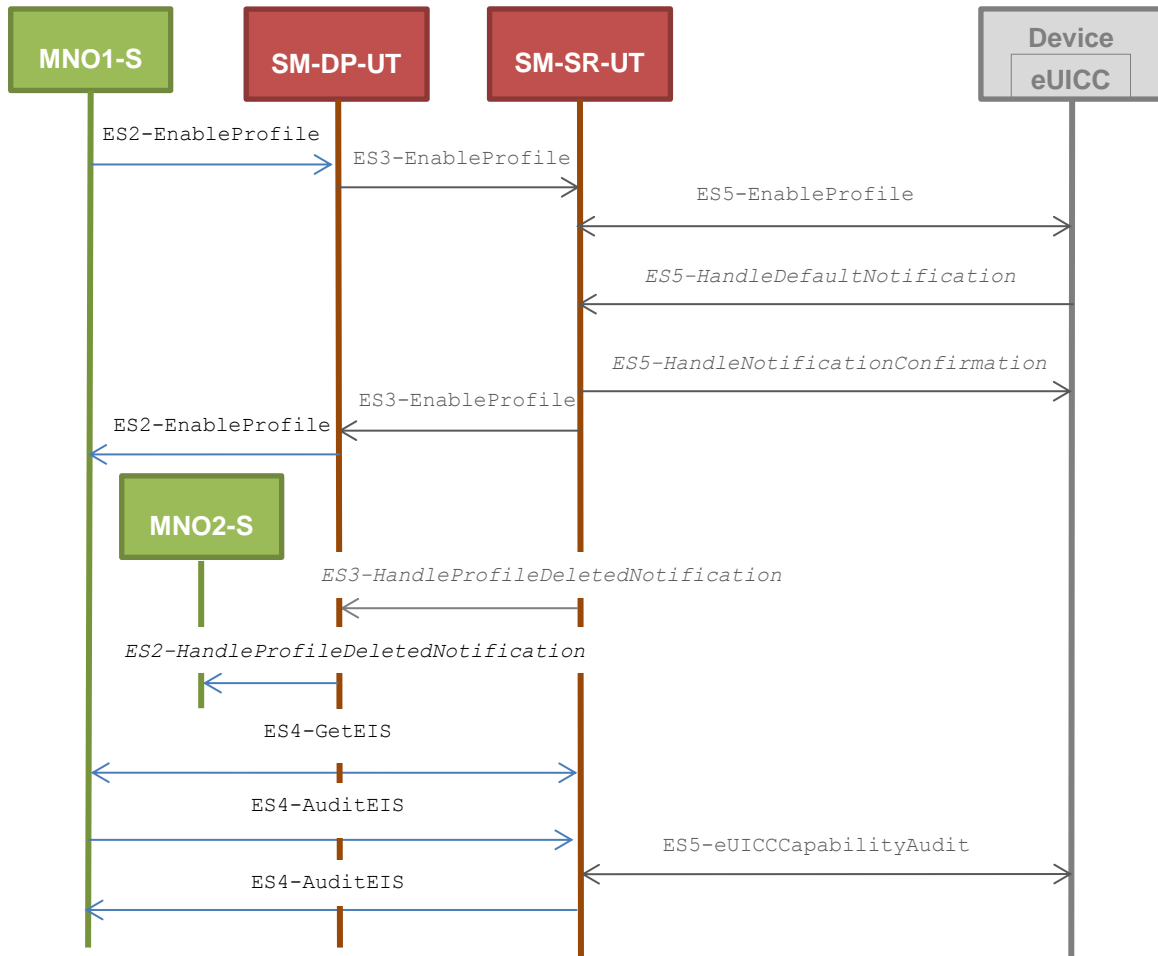 MNO1-S
SM-DP-UT
SM-SR-UT
Device
eUICC
ES2-EnableProfile
ES3-EnableProfile
ES5-EnableProfile
ES5-HandleDefaultNotification
ES5-HandleNotificationConfirmation
ES3-EnableProfile
ES2-EnableProfile
MNO2-S
ES3-HandleProfileDeletedNotification
ES2-HandleProfileDeletedNotification
ES4-GetEIS
ES4-AuditEIS
ES5-eUICCCapabilityAudit
ES4-AuditEIS